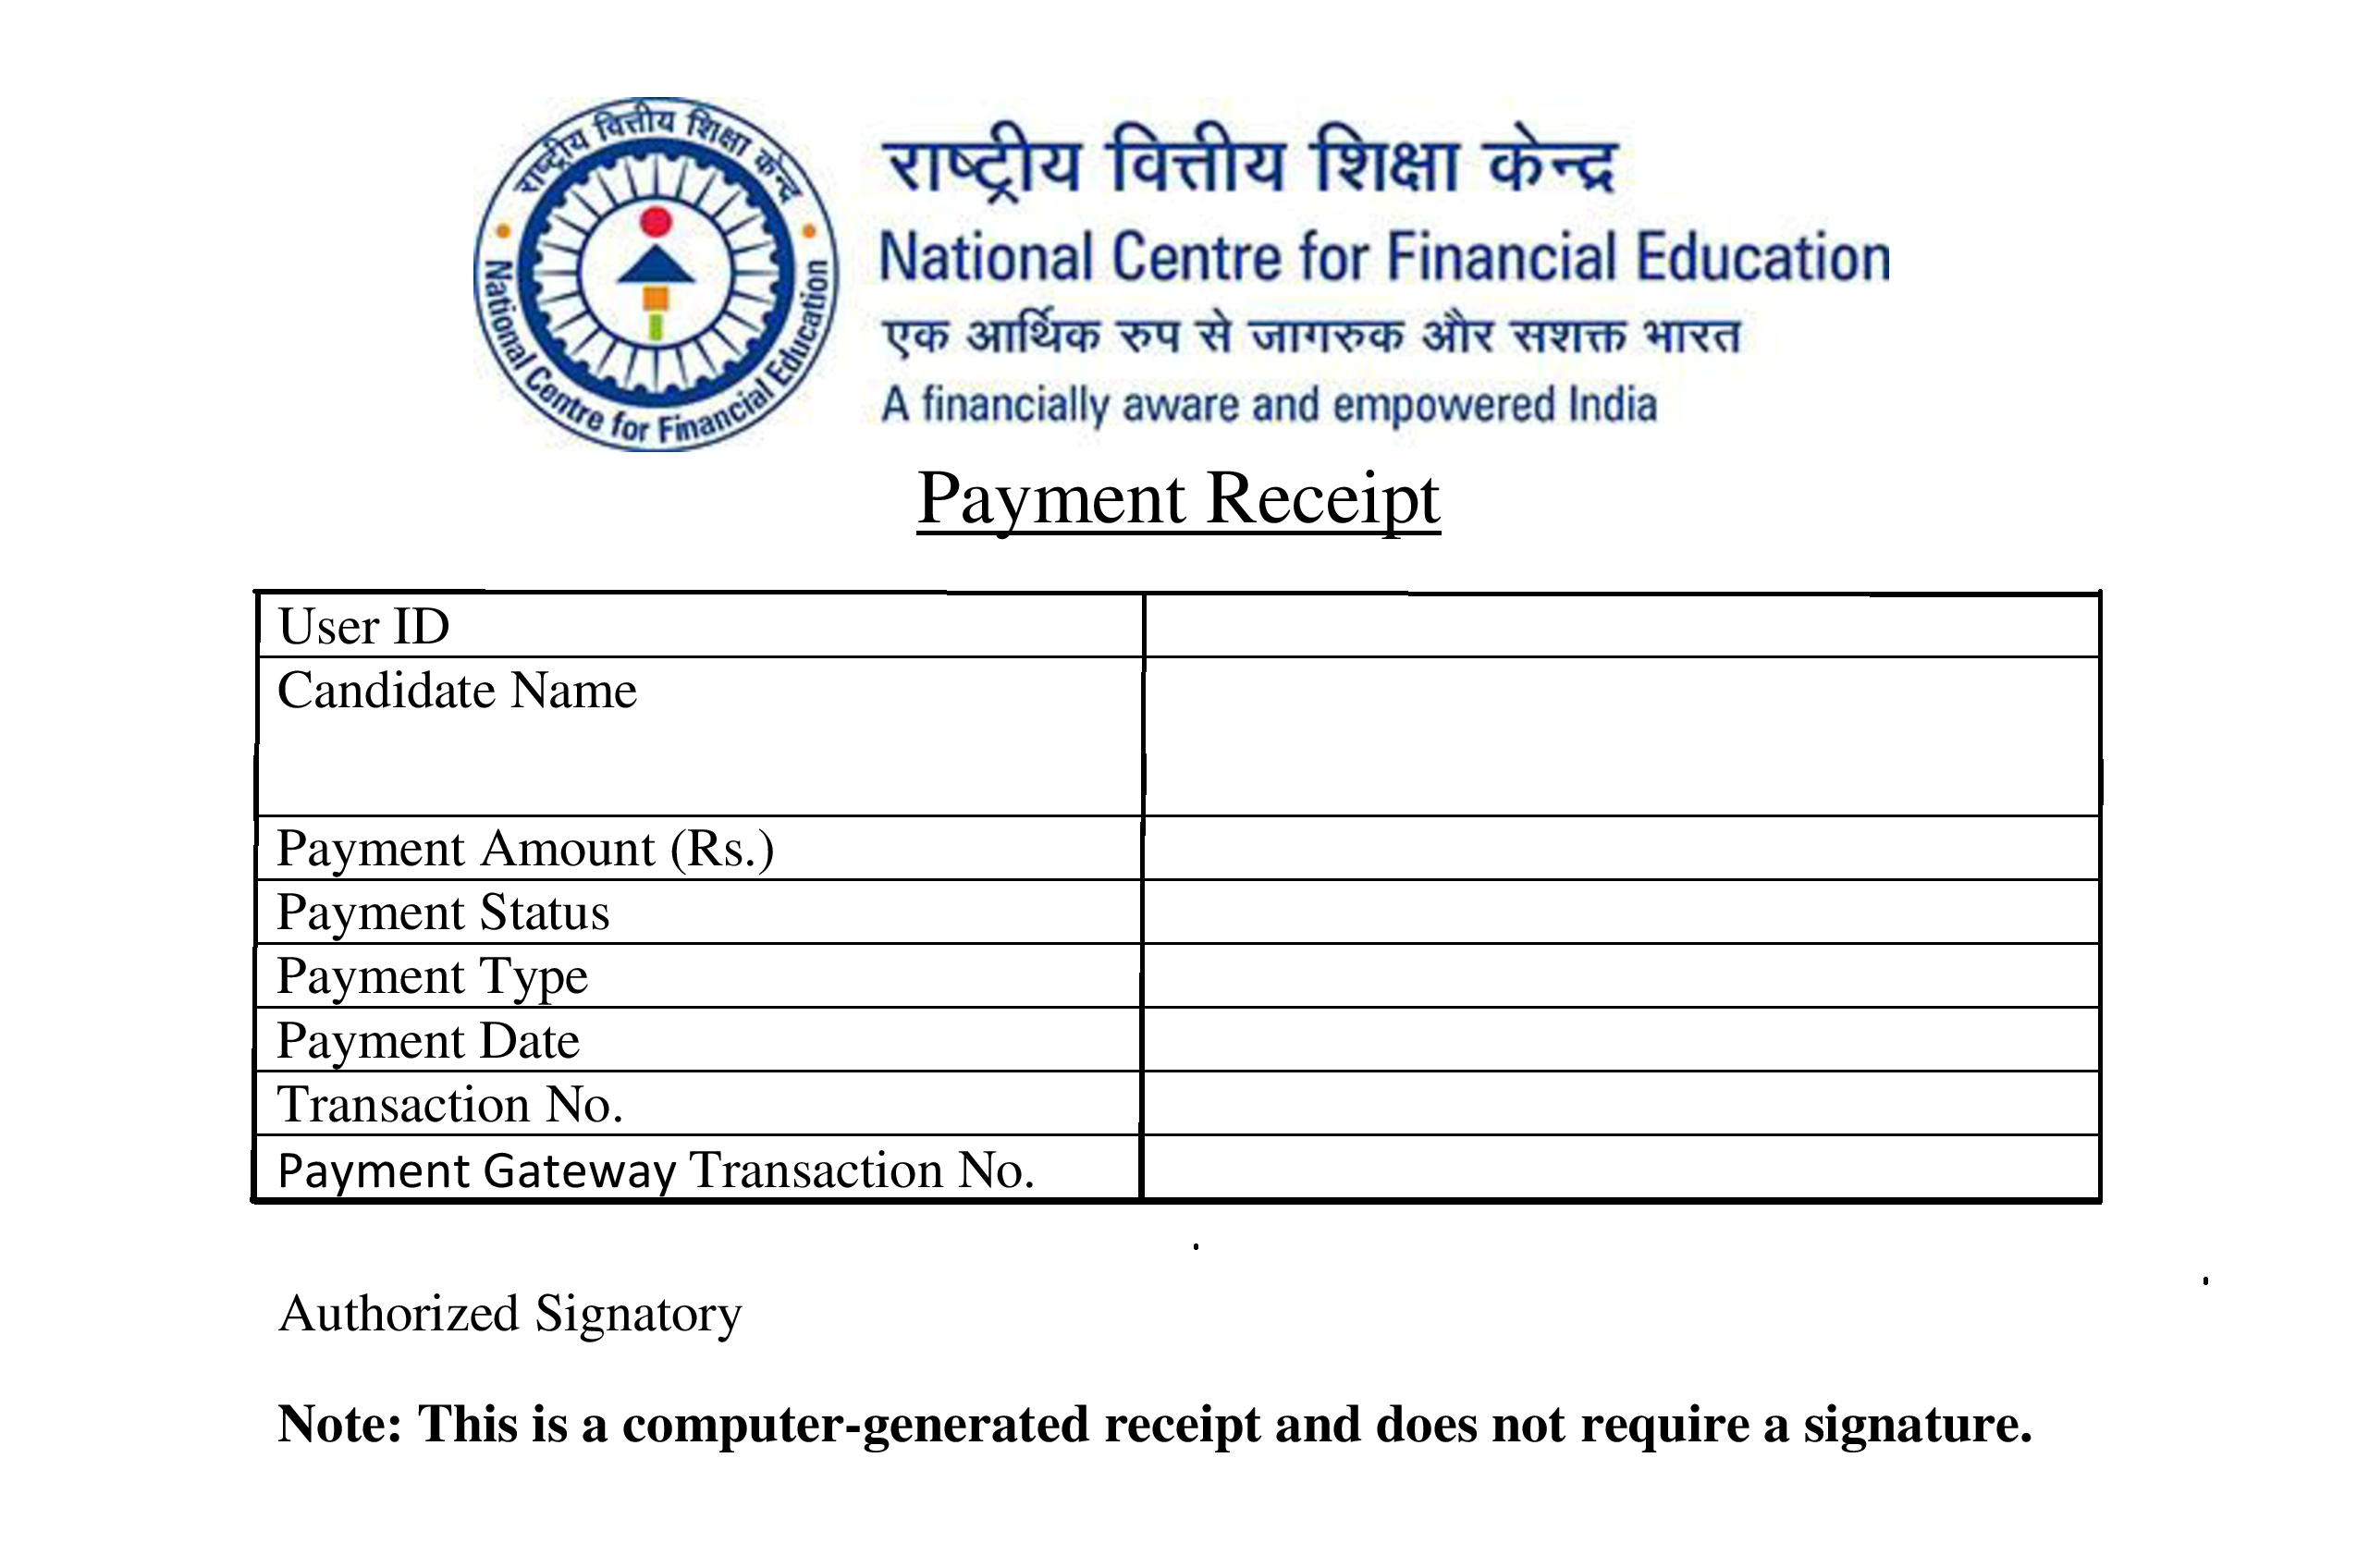 राष्ट्रीय वित्तीय शिक्षा केन्द्र
National Centre for Financial Education
राष्ट्रीय वित्तीय शिक्षा केन्द्र
National Centre for Financial Education
एक आर्थिक रुप से जागरुक और सशक्त भारत
A financially aware and empowered India
Payment Receipt
User ID
Candidate Name
Payment Amount (Rs.)
Payment Status
Payment Type
Payment Date
Transaction No.
Payment Gateway Transaction No.
Authorized Signatory
Note: This is a computer-generated receipt and does not require a signature.